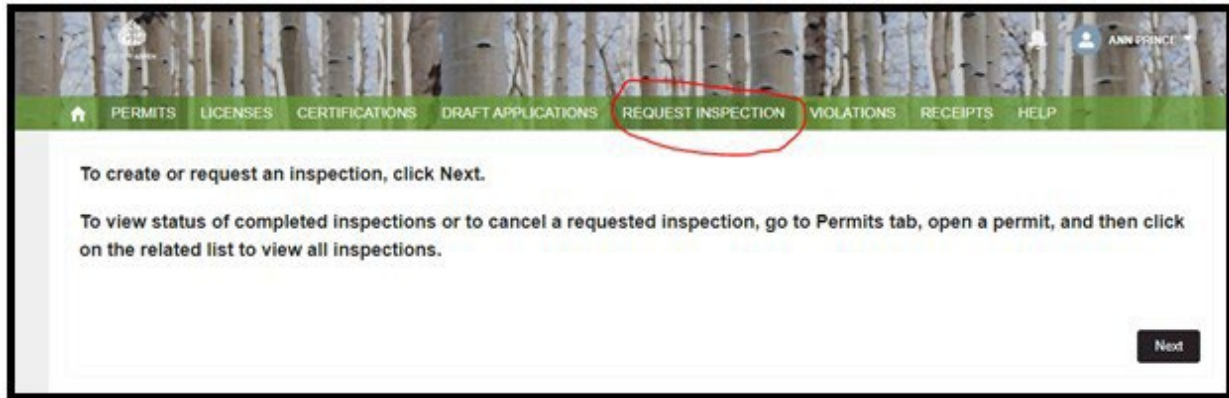 ANN PRINCE
PERMITS LICENSES CERTIFICATIONS DRAFT APPLICATIONS REQUEST INSPECTION VIOLATIONS RECEIPTS HELP
To create or request an inspection, click Next.
To view status of completed inspections or to cancel a requested inspection, go to Permits tab, open a permit, and then click
on the related list to view all inspections.
Next